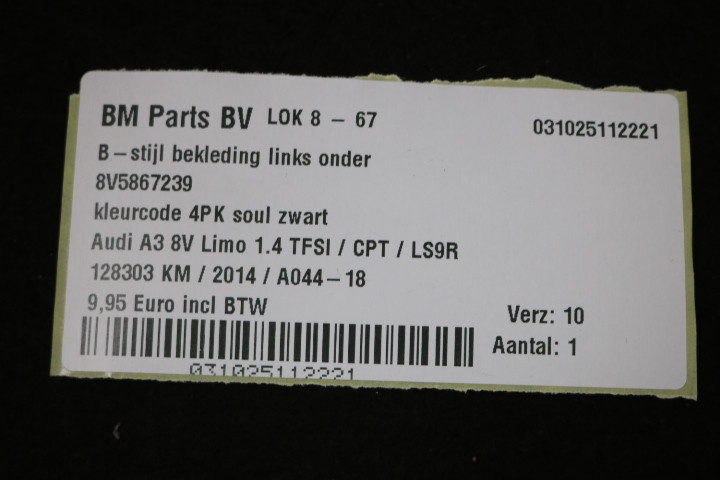 BM Parts BV LOK 8 – 67 031025112221
B–stijl bekleding links onder
8V5867239
kleurcode 4PK soul zwart
Audi A3 8V Limo 1.4 TFSI / CPT / LS9R
128303 KM / 2014 / A044–18
9,95 Euro incl BTW
Verz: 10
Aantal: 1
031025112221